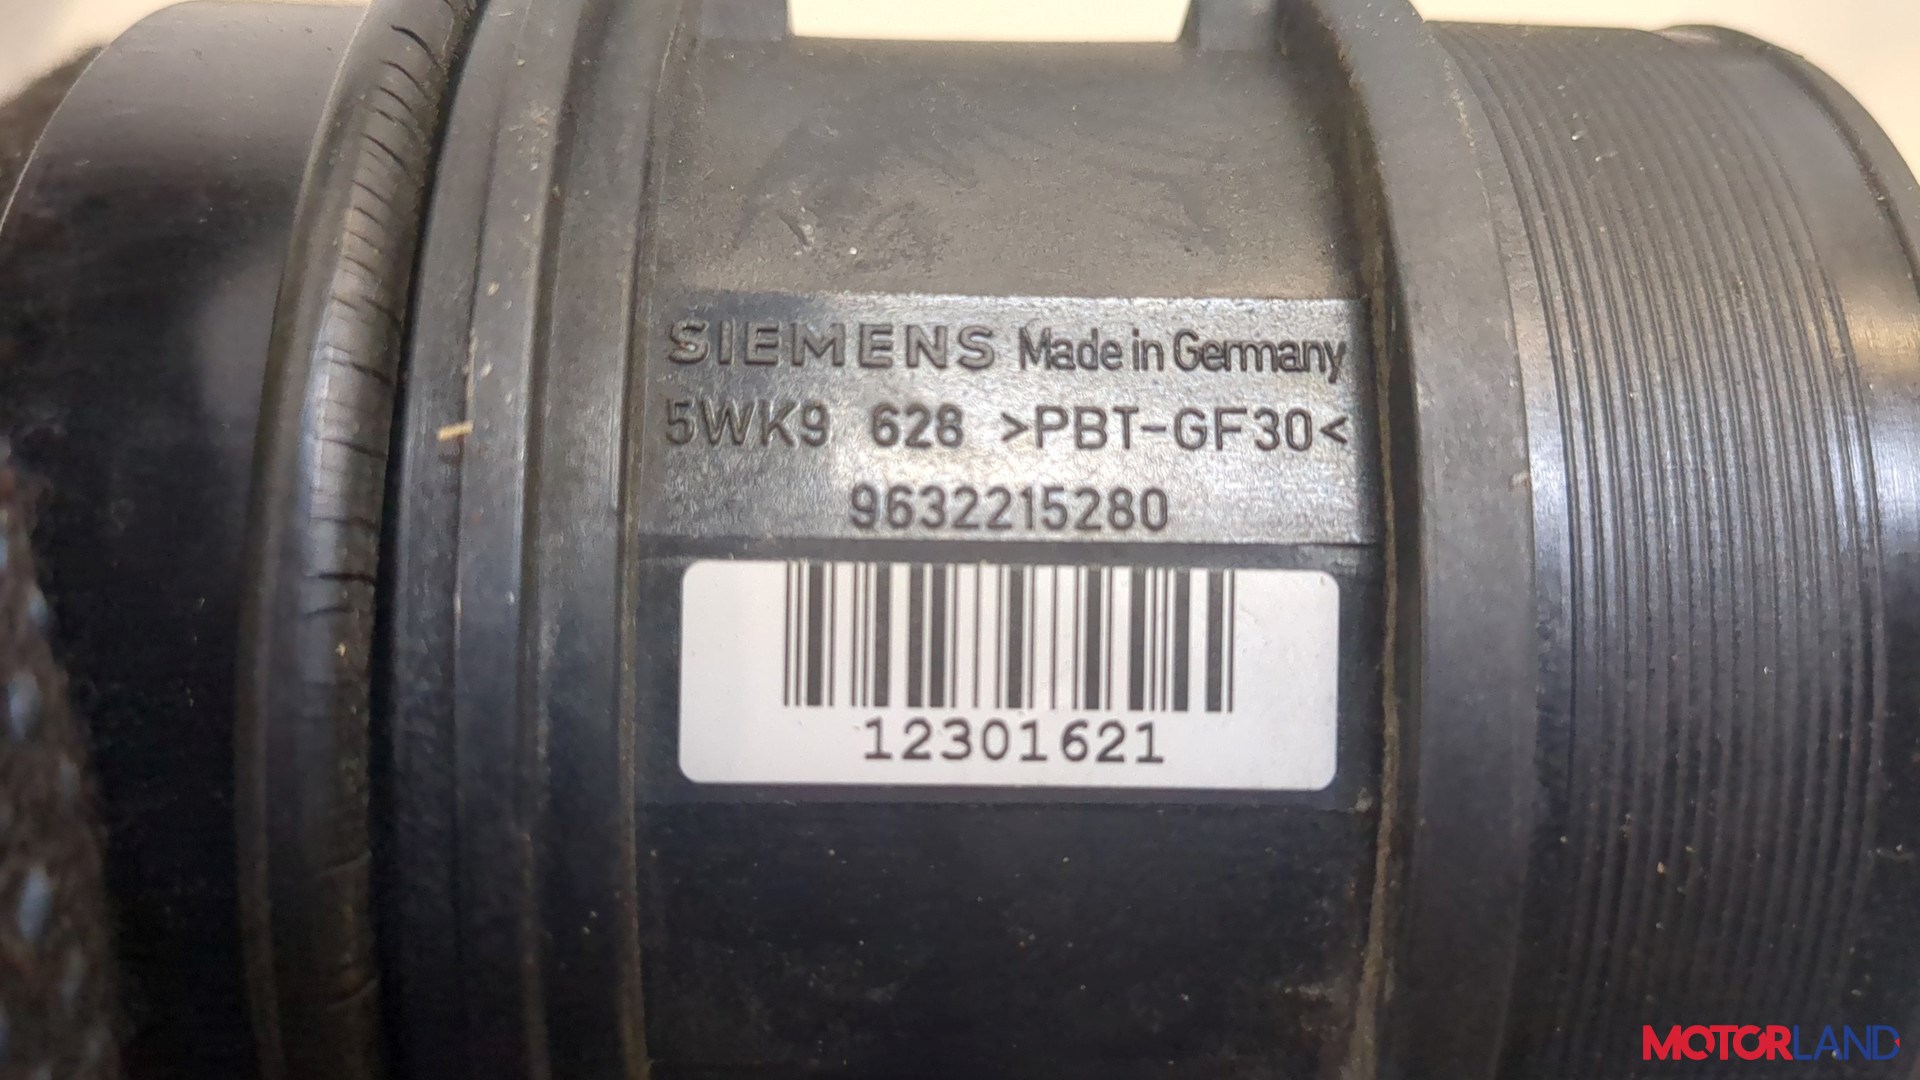 SIEMENS Made in Germany
5WK9 628 >PBT-GF30<
9632215280
12301621
MOTORLAND